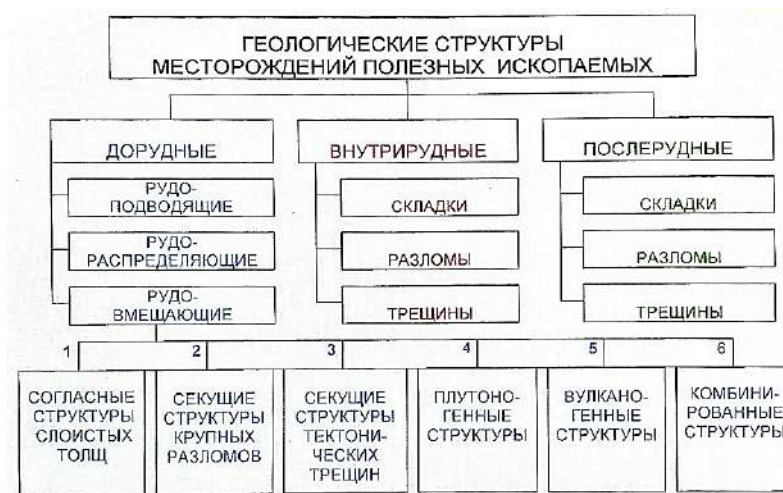 ГЕОЛОГИЧЕСКИЕ СТРУКТУРЫ
МЕСТОРОЖДЕНИЙ ПОЛЕЗНЫХ ИСКОПАЕМЫХ
ДОРУДНЫЕ
ВНУТРИРУДНЫЕ
ПОСЛЕРУДНЫЕ
РУДО-
ПОДВОДЯЩИЕ
СКЛАДКИ
СКЛАДКИ
РУДО-
РАСПРЕДЕЛЯЮЩИЕ
РАЗЛОМЫ
РАЗЛОМЫ
РУДО-
ВМЕЩАЮЩИЕ
ТРЕЩИНЫ
ТРЕЩИНЫ
1
2
3
4
5
6
СОГЛАСНЫЕ
СТРУКТУРЫ
СЛОИСТЫХ
ТОЛЩ
СЕКУЩИЕ
СТРУКТУРЫ
КРУПНЫХ
РАЗЛОМОВ
СЕКУЩИЕ
СТРУКТУРЫ
ТЕКТОНИ-
ЧЕСКИХ
ТРЕЩИН
ПЛУТОНО-
ГЕННЫЕ
СТРУКТУРЫ
ВУЛКАНО-
ГЕННЫЕ
СТРУКТУРЫ
КОМБИНИ-
РОВАННЫЕ
СТРУКТУРЫ